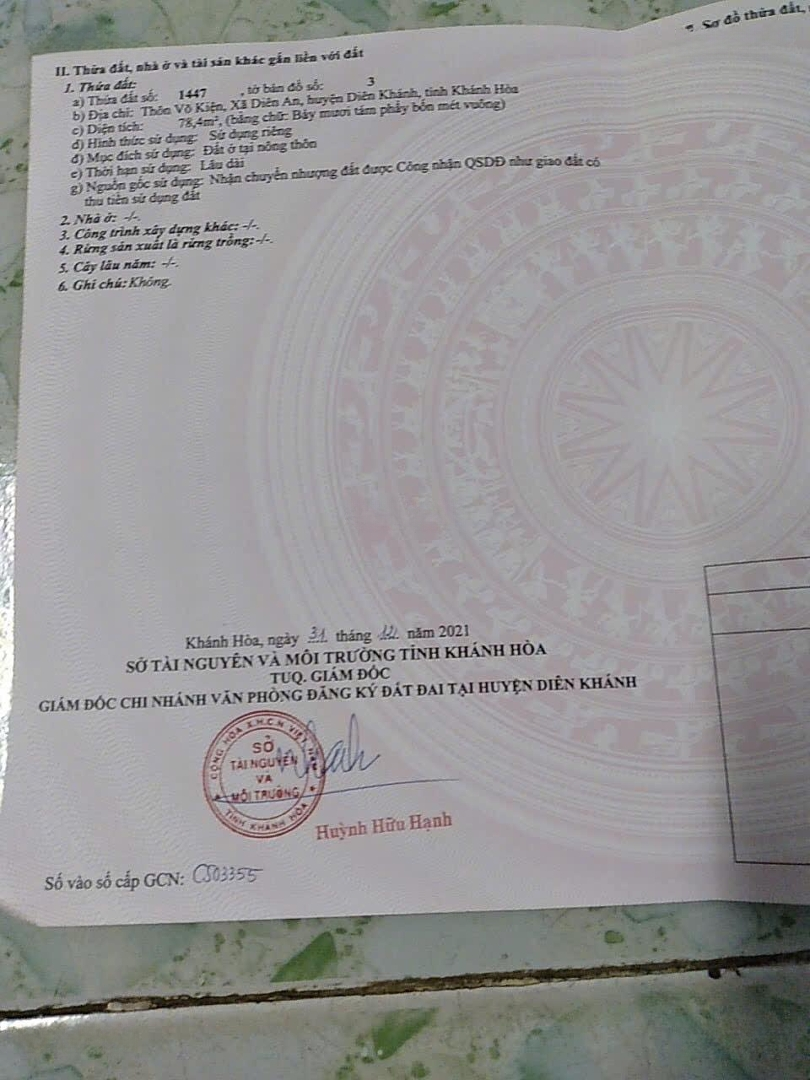 7. Sơ đồ thửa đất,
II. Thửa đất, nhà ở và tài sản khác gắn liền với đất
1. Thửa đất:
a) Thửa đất số: 1447 , tờ bản đồ số: 3
b) Địa chỉ: Thôn Võ Kiện, Xã Diên An, huyện Diên Khánh, tỉnh Khánh Hòa
c) Diện tích: 78,4m², (bằng chữ: Bảy mươi tám phẩy bốn mét vuông)
d) Hình thức sử dụng: Sử dụng riêng
đ) Mục đích sử dụng: Đất ở tại nông thôn
e) Thời hạn sử dụng: Lâu dài
g) Nguồn gốc sử dụng: Nhận chuyển nhượng đất được Công nhận QSDĐ như giao đất có
thu tiền sử dụng đất
2. Nhà ở: -/-.
3. Công trình xây dựng khác: -/-.
4. Rừng sản xuất là rừng trồng: -/-.
5. Cây lâu năm: -/-.
6. Ghi chú: Không.
Khánh Hòa, ngày 31 tháng 12 năm 2021
SỞ TÀI NGUYÊN VÀ MÔI TRƯỜNG TỈNH KHÁNH HÒA
TUQ. GIÁM ĐỐC
GIÁM ĐỐC CHI NHÁNH VĂN PHÒNG ĐĂNG KÝ ĐẤT ĐAI TẠI HUYỆN DIÊN KHÁNH
CỘNG HÒA X.H.C.N VIỆT
SỞ
TÀI NGUYÊN
VÀ
MÔI TRƯỜNG
TỈNH KHÁNH HÒA
Huỳnh Hữu Hạnh
Số vào sổ cấp GCN: CS03355